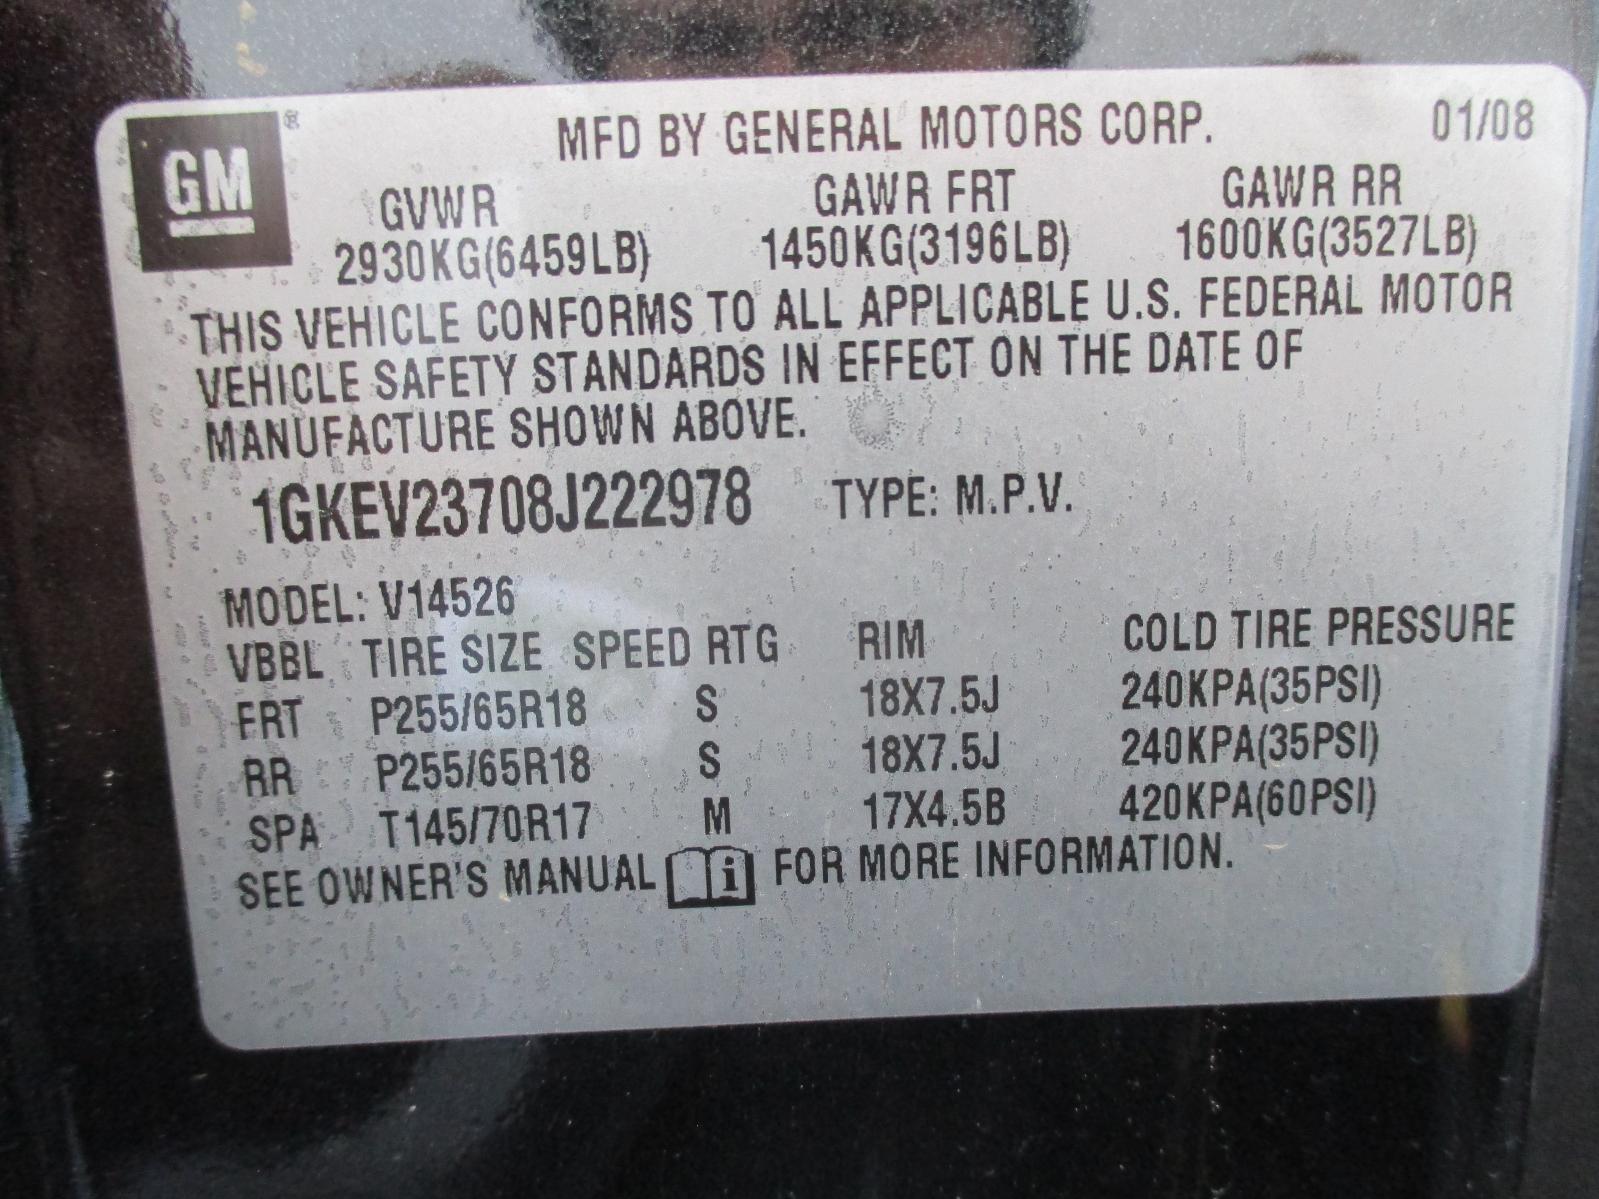 GM ® MFD BY GENERAL MOTORS CORP. 01/08
GVWR GAWR FRT GAWR RR
2930KG(6459LB) 1450KG(3196LB) 1600KG(3527LB)
THIS VEHICLE CONFORMS TO ALL APPLICABLE U.S. FEDERAL MOTOR
VEHICLE SAFETY STANDARDS IN EFFECT ON THE DATE OF
MANUFACTURE SHOWN ABOVE.
1GKEV23708J222978 TYPE: M.P.V.
MODEL: V14526
VBBL TIRE SIZE SPEED RTG RIM COLD TIRE PRESSURE
FRT P255/65R18 S 18X7.5J 240KPA(35PSI)
RR P255/65R18 S 18X7.5J 240KPA(35PSI)
SPA T145/70R17 M 17X4.5B 420KPA(60PSI)
SEE OWNER'S MANUAL i FOR MORE INFORMATION.